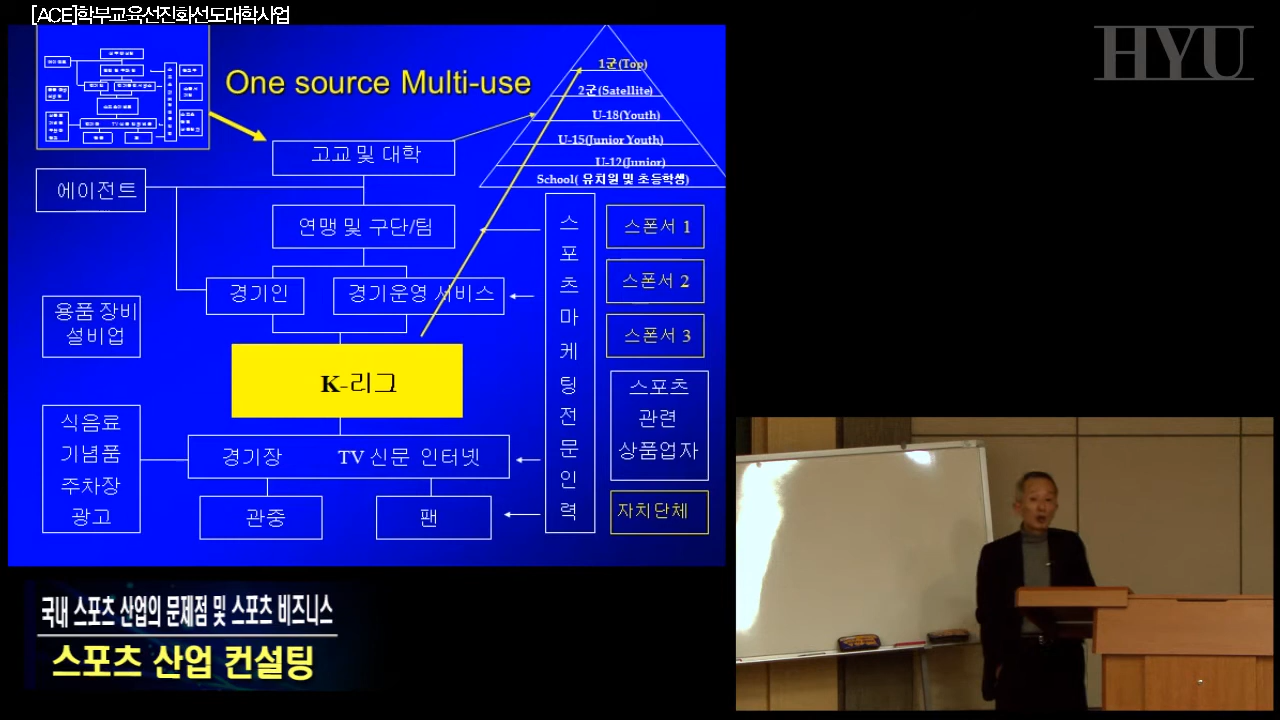 [ACE]학부교육선진화선도대학사업
HYU
One source Multi-use
1군(Top)
2군(Satellite)
U-18(Youth)
U-15(Junior Youth)
U-12(Junior)
School( 유치원 및 초등학생)
고교 및 대학
에이전트
연맹 및 구단/팀
경기인
경기운영 서비스
용품 장비
설비업
K-리그
식음료
기념품
주차장
광고
경기장
TV 신문 인터넷
관중
팬
스포츠마케팅전문인력
스폰서 1
스폰서 2
스폰서 3
스포츠
관련
상품업자
자치단체
국내 스포츠 산업의 문제점 및 스포츠 비즈니스
스포츠 산업 컨설팅